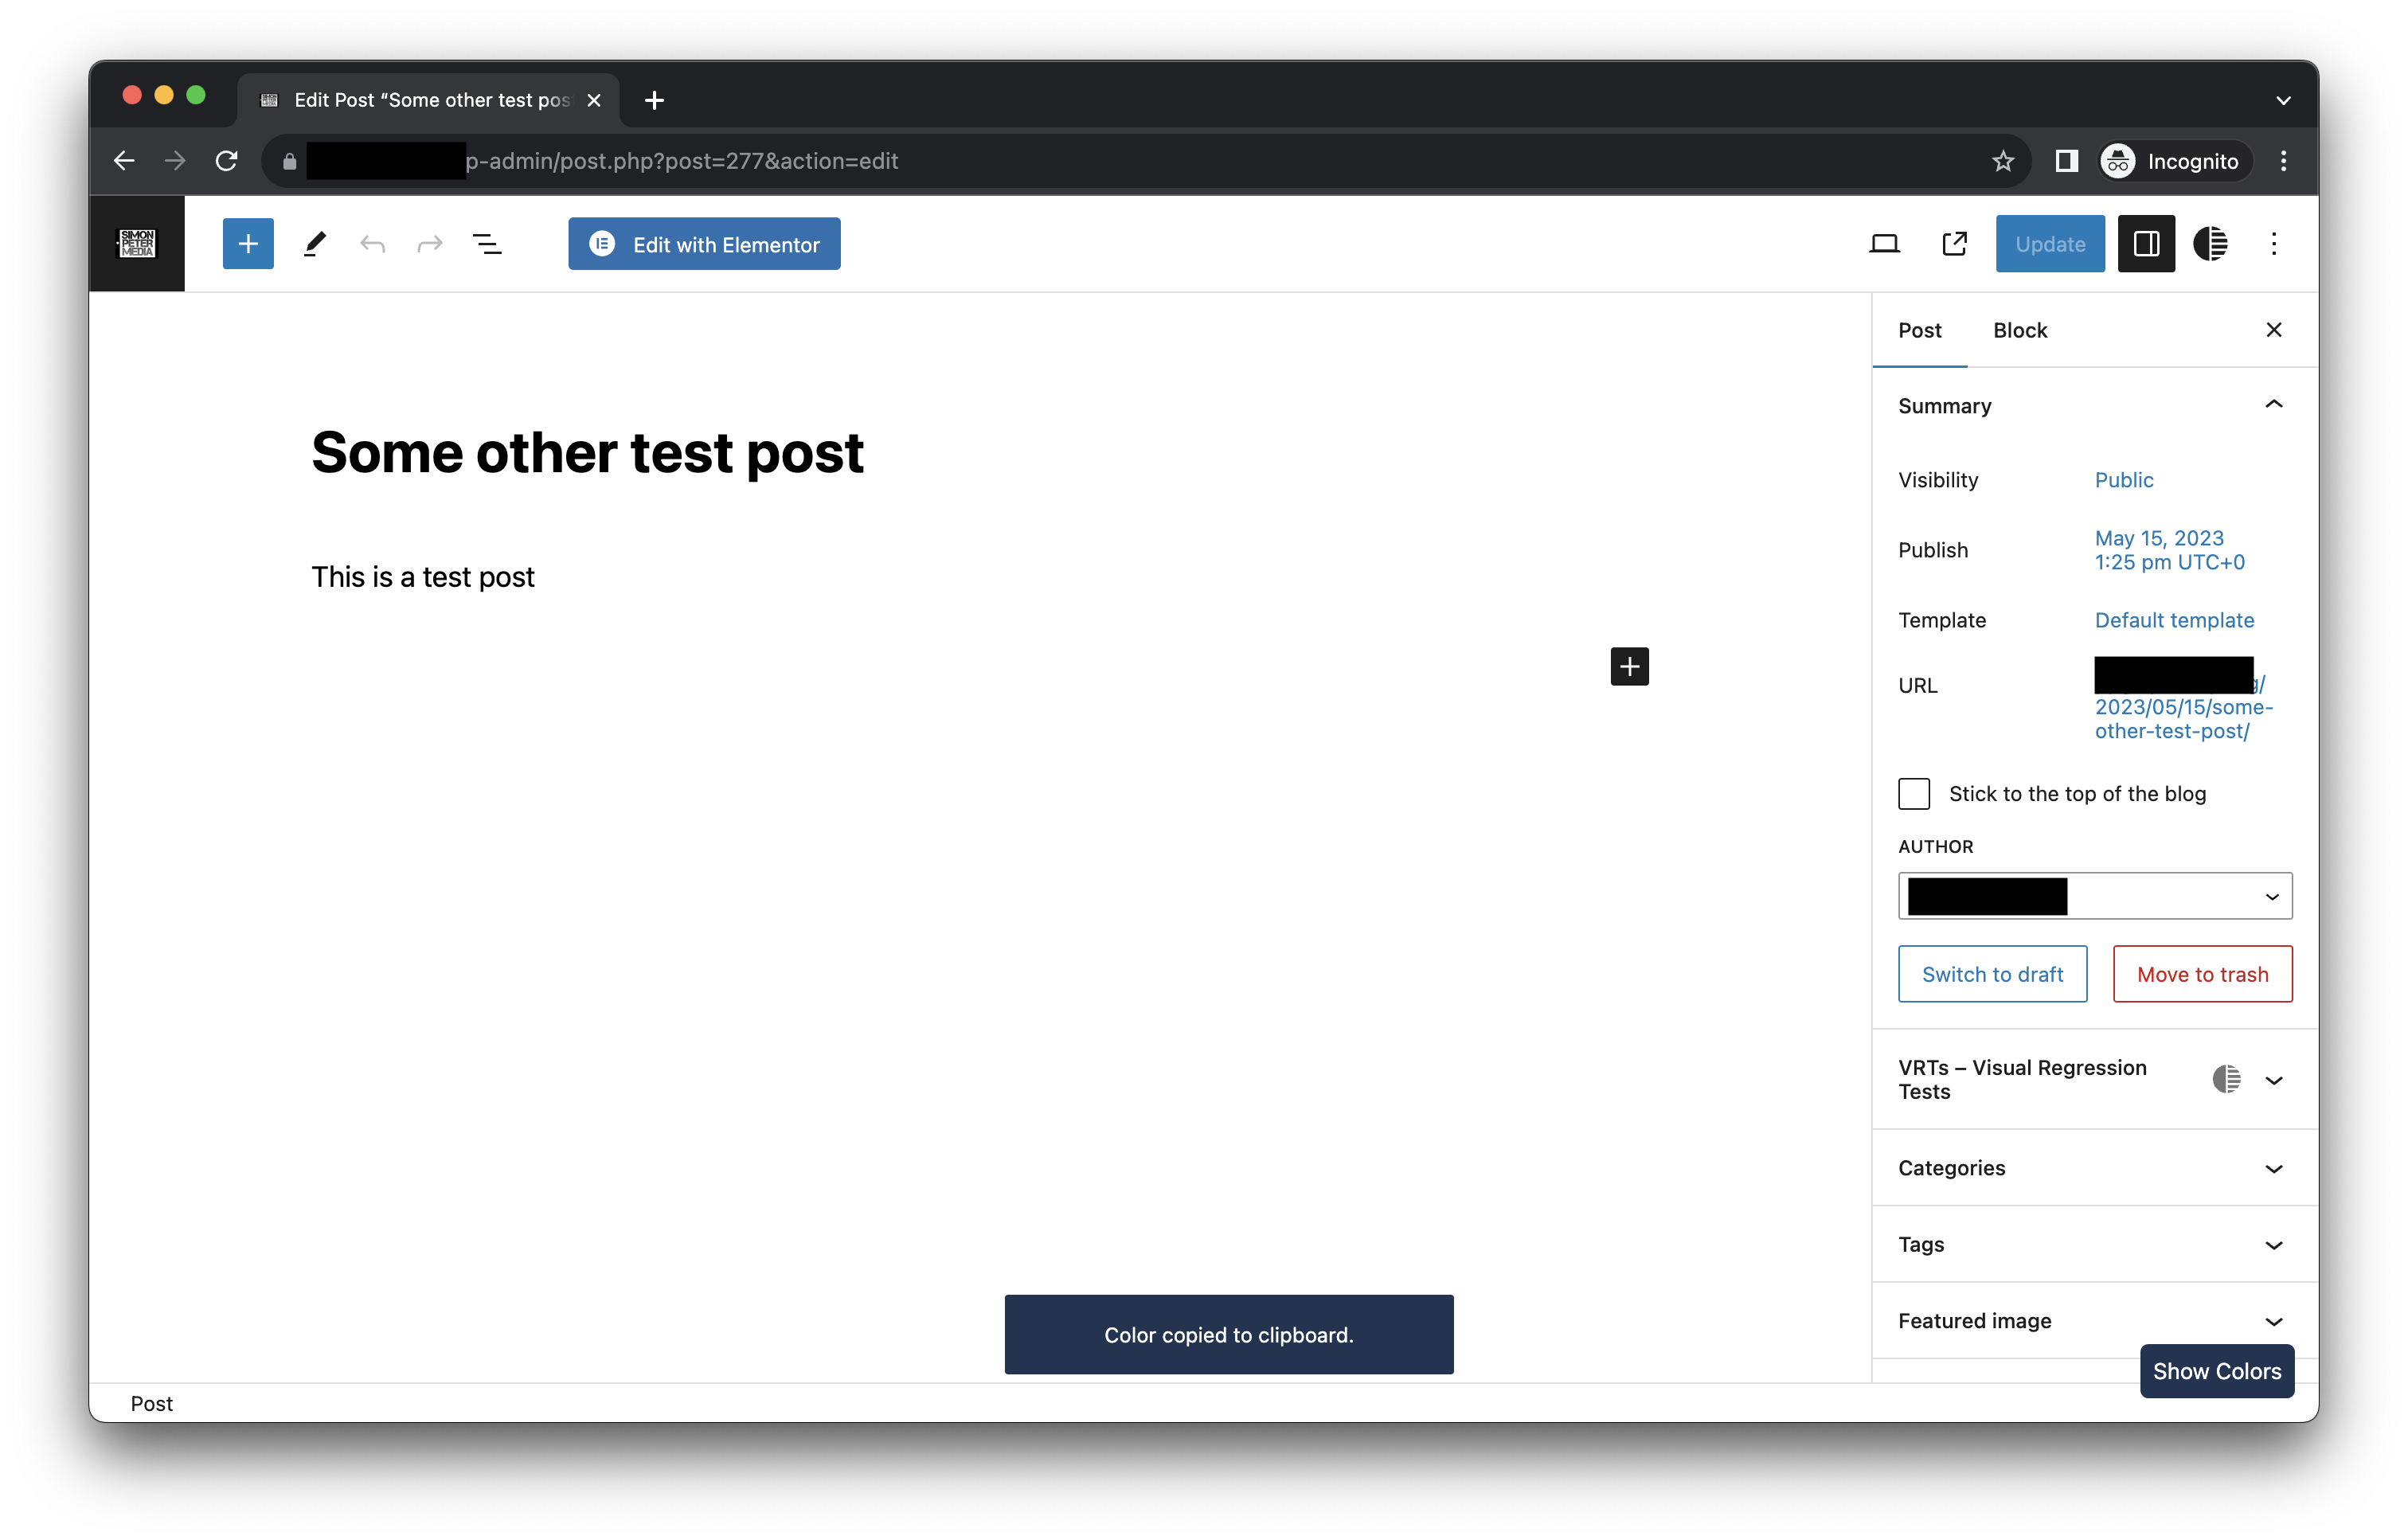 Edit Post “Some other test pos
p-admin/post.php?post=277&action=edit
Incognito
SIMON
PETER
MEDIA
Edit with Elementor
Update
Post Block
Some other test post
This is a test post
Summary
Visibility Public
Publish May 15, 2023
1:25 pm UTC+0
Template Default template
URL g/
2023/05/15/some-
other-test-post/
Stick to the top of the blog
AUTHOR
Switch to draft Move to trash
VRTs – Visual Regression
Tests
Categories
Tags
Featured image
Color copied to clipboard.
Show Colors
Post